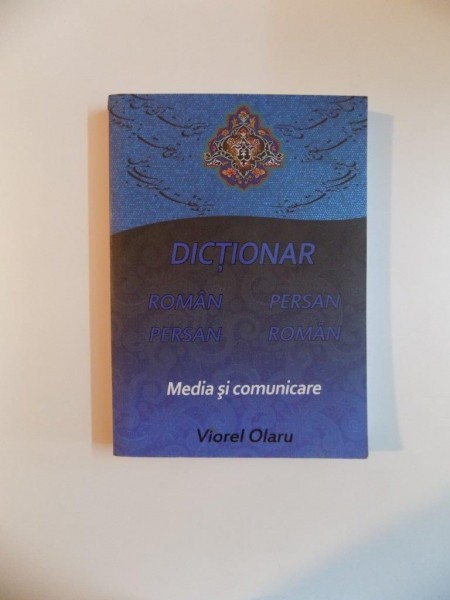 DICȚIONAR
ROMÂN PERSAN
PERSAN ROMÂN
Media și comunicare
Viorel Olaru